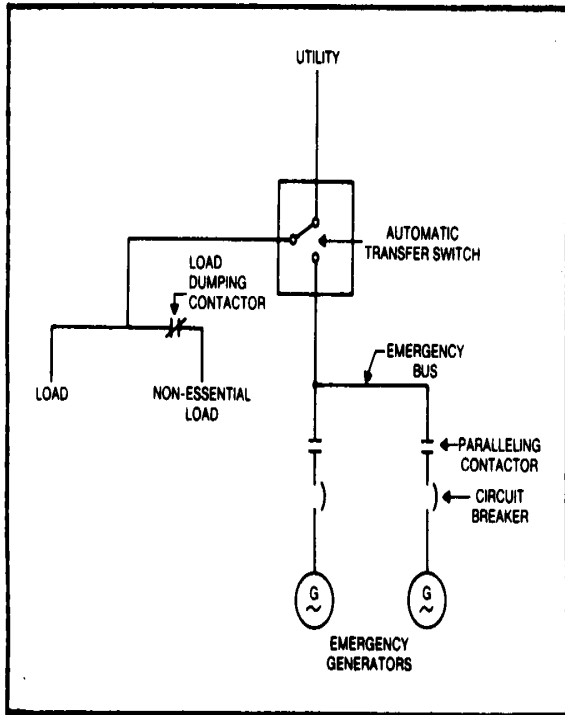 UTILITY
AUTOMATIC
TRANSFER SWITCH
LOAD
DUMPING
CONTACTOR
EMERGENCY
BUS
LOAD
NON-ESSENTIAL
LOAD
PARALLELING
CONTACTOR
CIRCUIT
BREAKER
G
G
EMERGENCY
GENERATORS